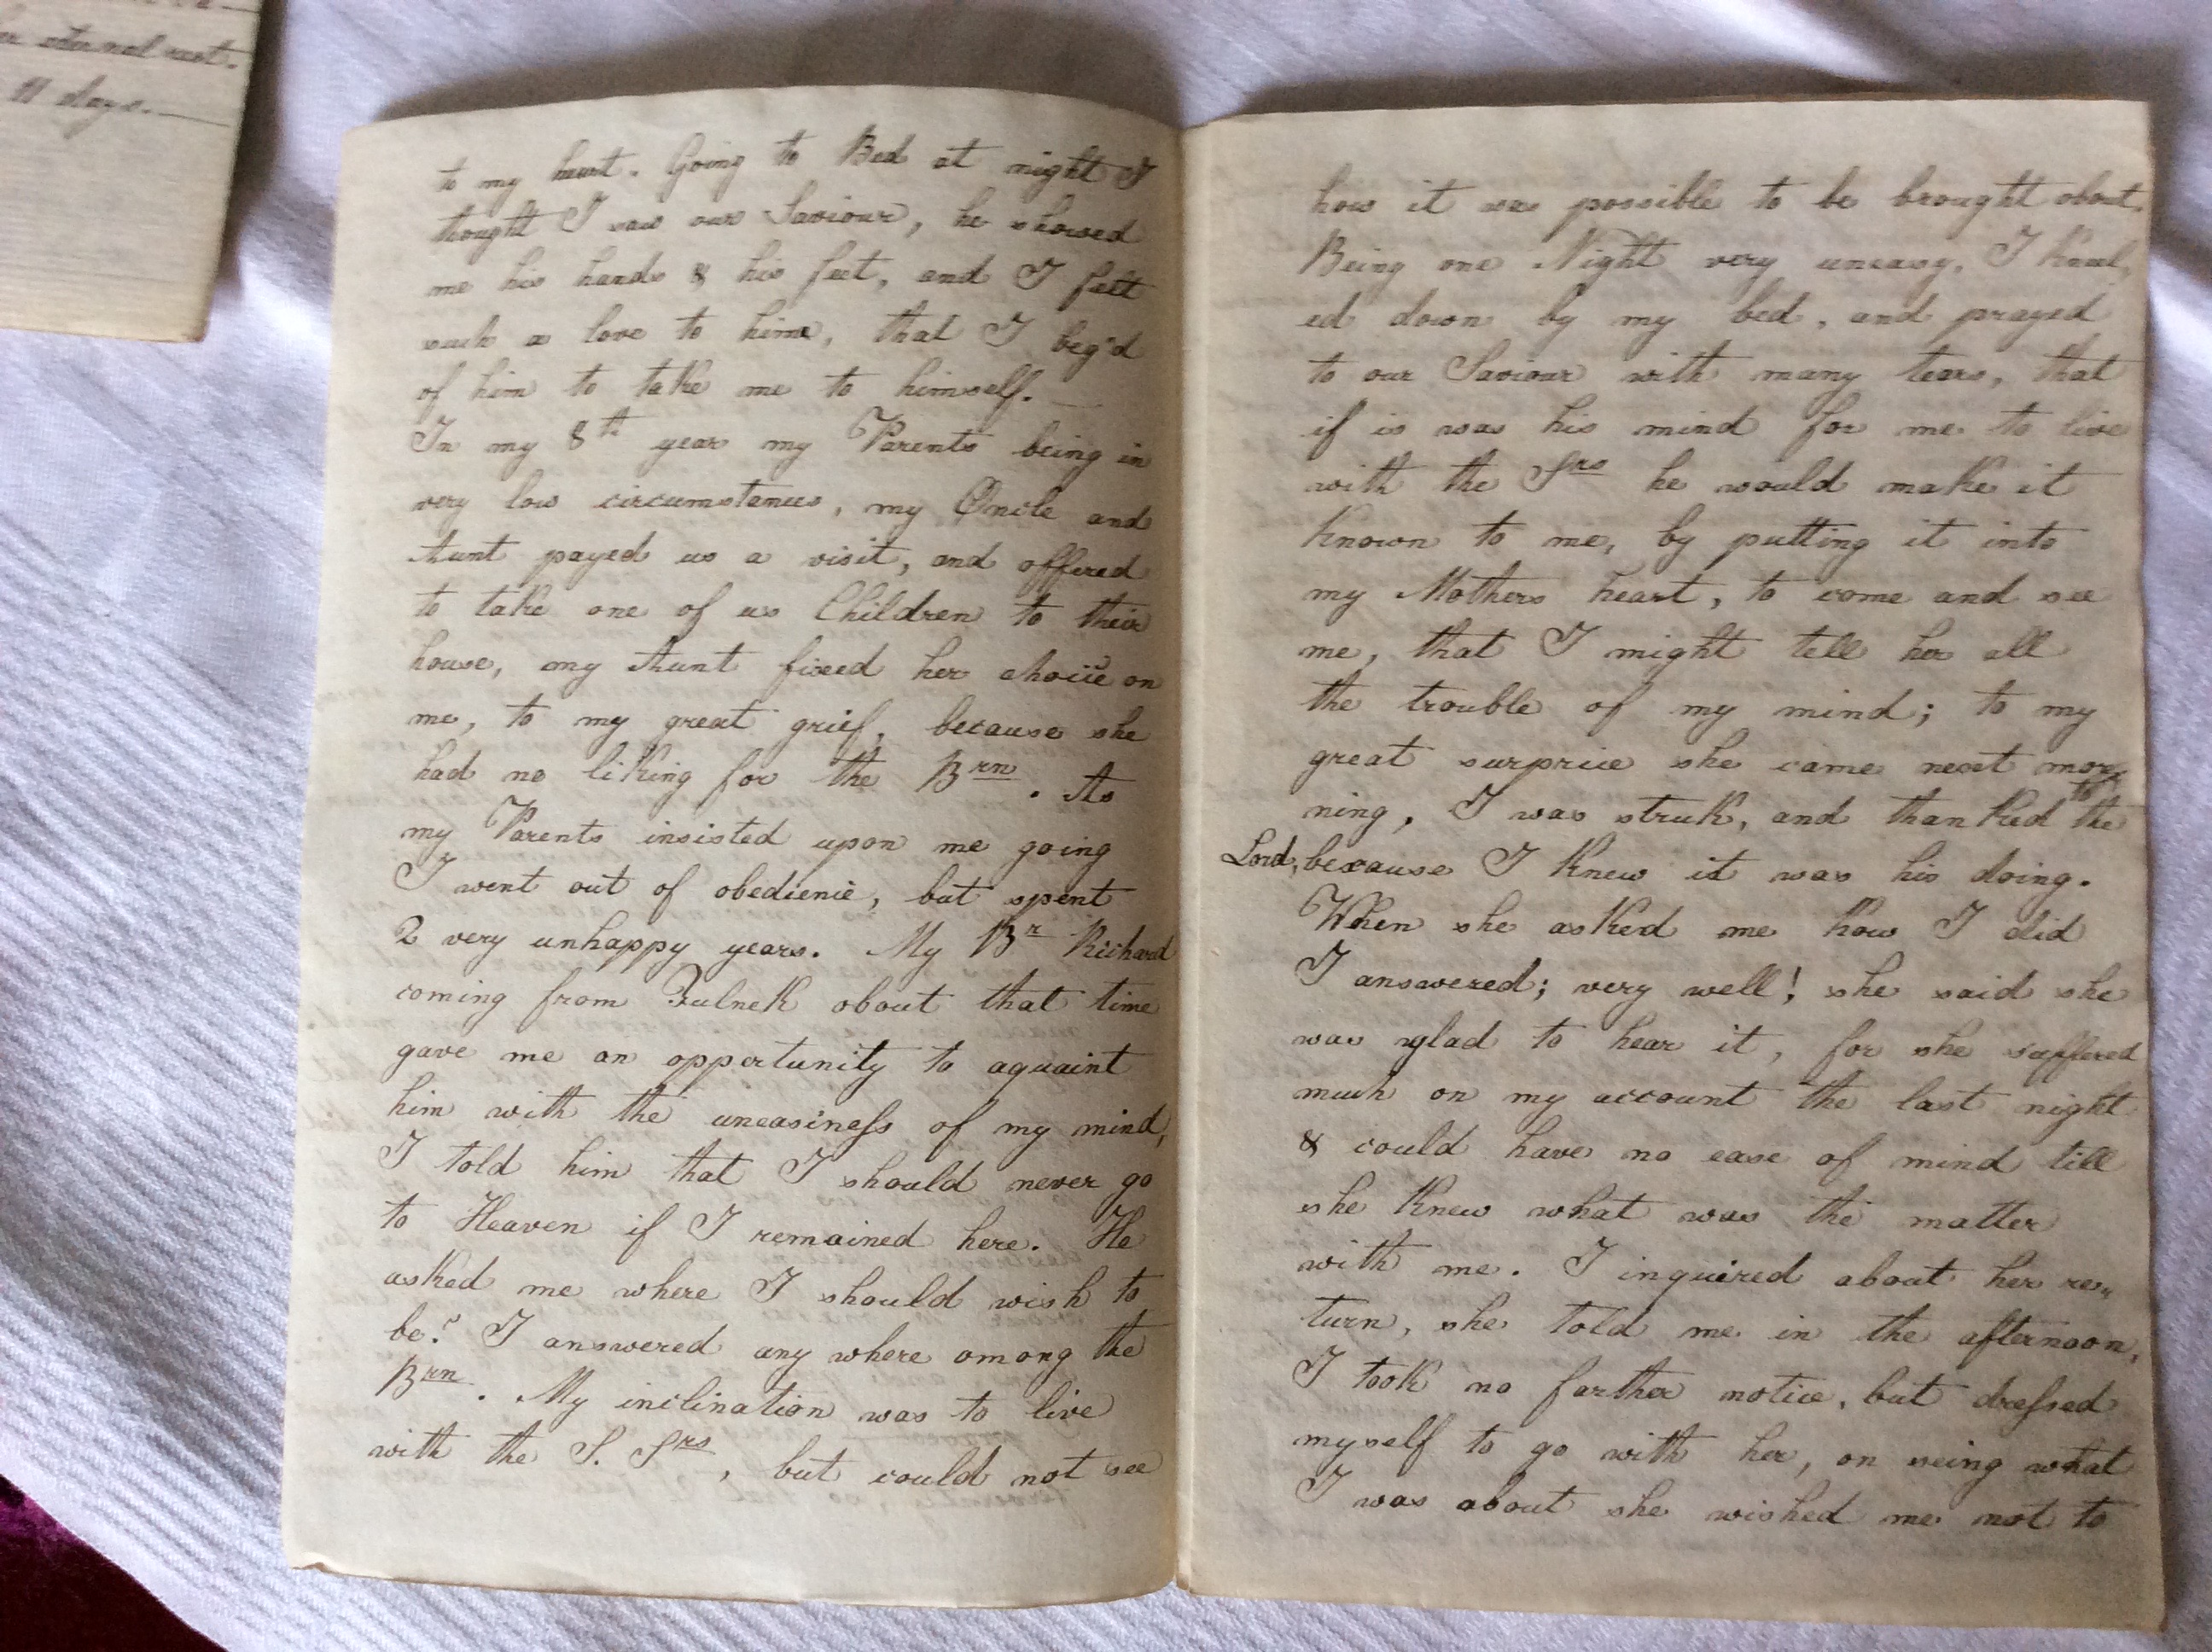 eternal rest.
11 days. —
to my heart. Going to Bed at night I
thought I saw our Saviour, he showed
me his hands & his feet, and I felt
such a love to him, that I beg'd
of him to take me to himself. —
In my 8th year my Parents being in
very low circumstances, my Oncle and
Aunt payed us a visit, and offered
to take one of us Children to their
house, my Aunt fixed her choice on
me, to my great grief, because she
had no liking for the Brn. As
my Parents insisted upon me going
I went out of obedience, but spent
2 very unhappy years. My Br Richard
coming from Fulnek about that time
gave me an oppertunity to aquaint
him with the uneasiness of my mind,
I told him that I should never go
to Heaven if I remained here. He
asked me where I should wish to
be? I answered any where among the
Brn. My inclination was to live
with the S. Srs, but could not see
how it was possible to be brought about.
Being one Night very uneasy, I kneel,
ed down by my bed, and prayed
to our Saviour with many tears, that
if is was his mind for me to live
with the Srs he would make it
known to me, by putting it into
my Mothers heart, to come and see
me, that I might tell her all
the trouble of my mind; to my
great surprice she came next mor,
ning, I was struk, and thanked the
Lord, because I knew it was his doing.
When she asked me how I did
I answered; very well! she said she
was glad to hear it, for she suffered
much on my account the last night
& could have no ease of mind till
she knew what was the matter
with me. I inquired about her re„
turn, she told me in the afternoon,
I took no farther notice, but dressed
myself to go with her, on seing what
I was about she wished me not to